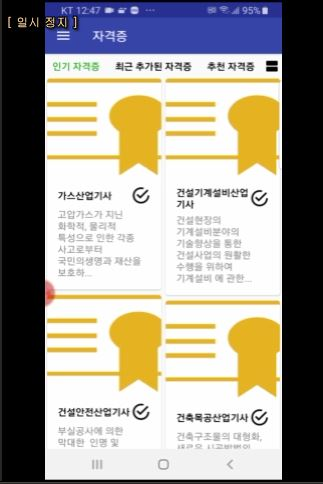 [ 일시 정지 ]
KT 12:47
95%
자격증
인기 자격증 최근 추가된 자격증 추천 자격증
가스산업기사
고압가스가 지닌
화학적, 물리적
특성으로 인한 각종
사고로부터
국민의생명과 재산을
보호하...
건설기계설비산업
기사
건설현장의
기계설비분야의
기술향상을 통한
건설사업의 원활한
수행을 위하여
기계설비 에 관한...
건설안전산업기사
부실공사에 의한
막대한 인명 및
건축목공산업기사
건축구조물의 대형화,
새로운 시공방법의